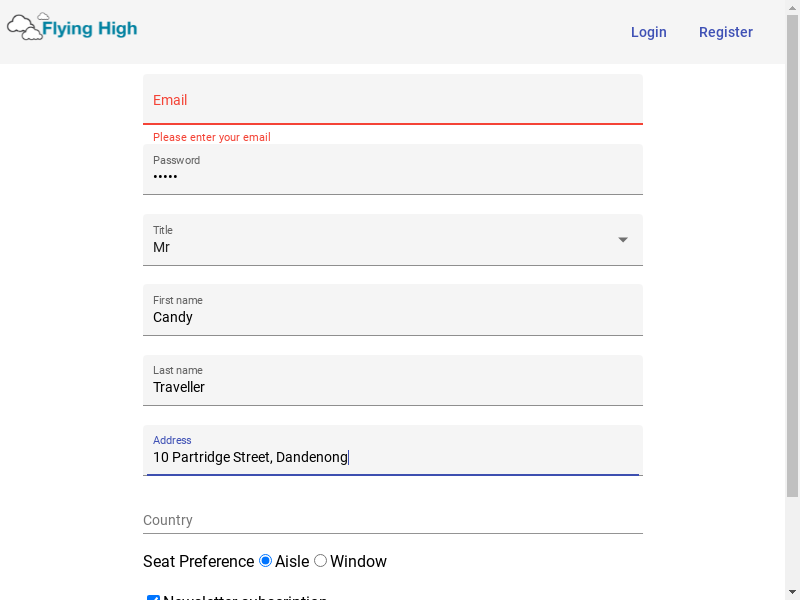 Flying High
Login
Register
Email
Please enter your email
Password
•••••
Title
Mr
First name
Candy
Last name
Traveller
Address
10 Partridge Street, Dandenong
Country
Seat Preference Aisle Window
Newsletter subscription